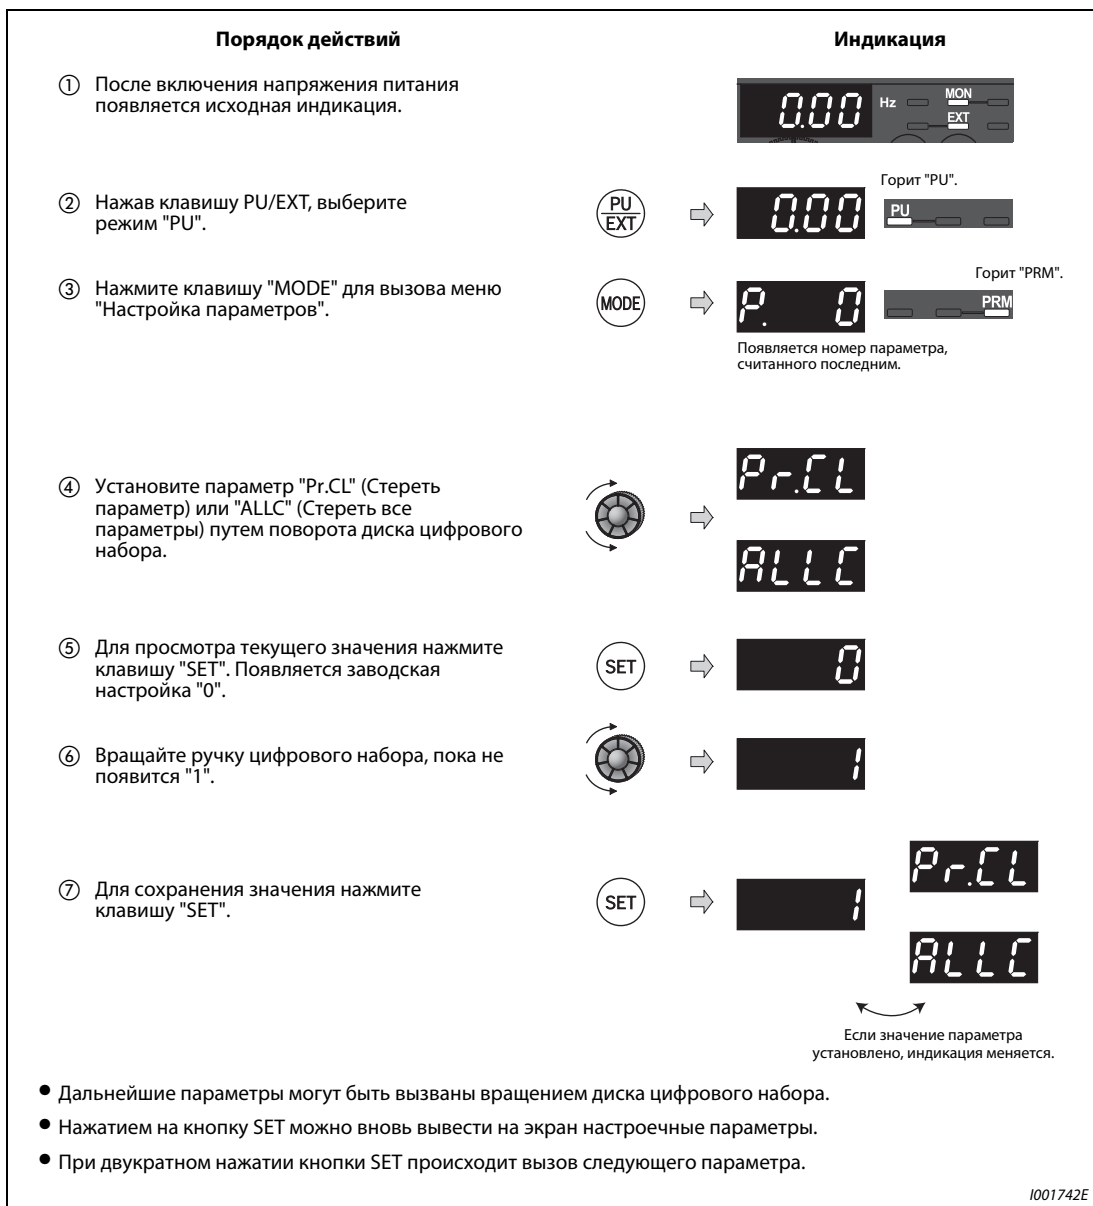 Порядок действий
Индикация
① После включения напряжения питания
появляется исходная индикация.
0.00 Hz MON
EXT
② Нажав клавишу PU/EXT, выберите
режим "PU".
PU
EXT
0.00
Горит "PU".
PU
③ Нажмите клавишу "MODE" для вызова меню
"Настройка параметров".
MODE
P. 0
Горит "PRM".
PRM
Появляется номер параметра,
считанного последним.
④ Установите параметр "Pr.CL" (Стереть
параметр) или "ALLC" (Стереть все
параметры) путем поворота диска цифрового
набора.
Pr.CL
ALLC
⑤ Для просмотра текущего значения нажмите
клавишу "SET". Появляется заводская
настройка "0".
SET
0
⑥ Вращайте ручку цифрового набора, пока не
появится "1".
1
⑦ Для сохранения значения нажмите
клавишу "SET".
SET
1
Pr.CL
ALLC
Если значение параметра
установлено, индикация меняется.
● Дальнейшие параметры могут быть вызваны вращением диска цифрового набора.
● Нажатием на кнопку SET можно вновь вывести на экран настроечные параметры.
● При двукратном нажатии кнопки SET происходит вызов следующего параметра.
I001742E